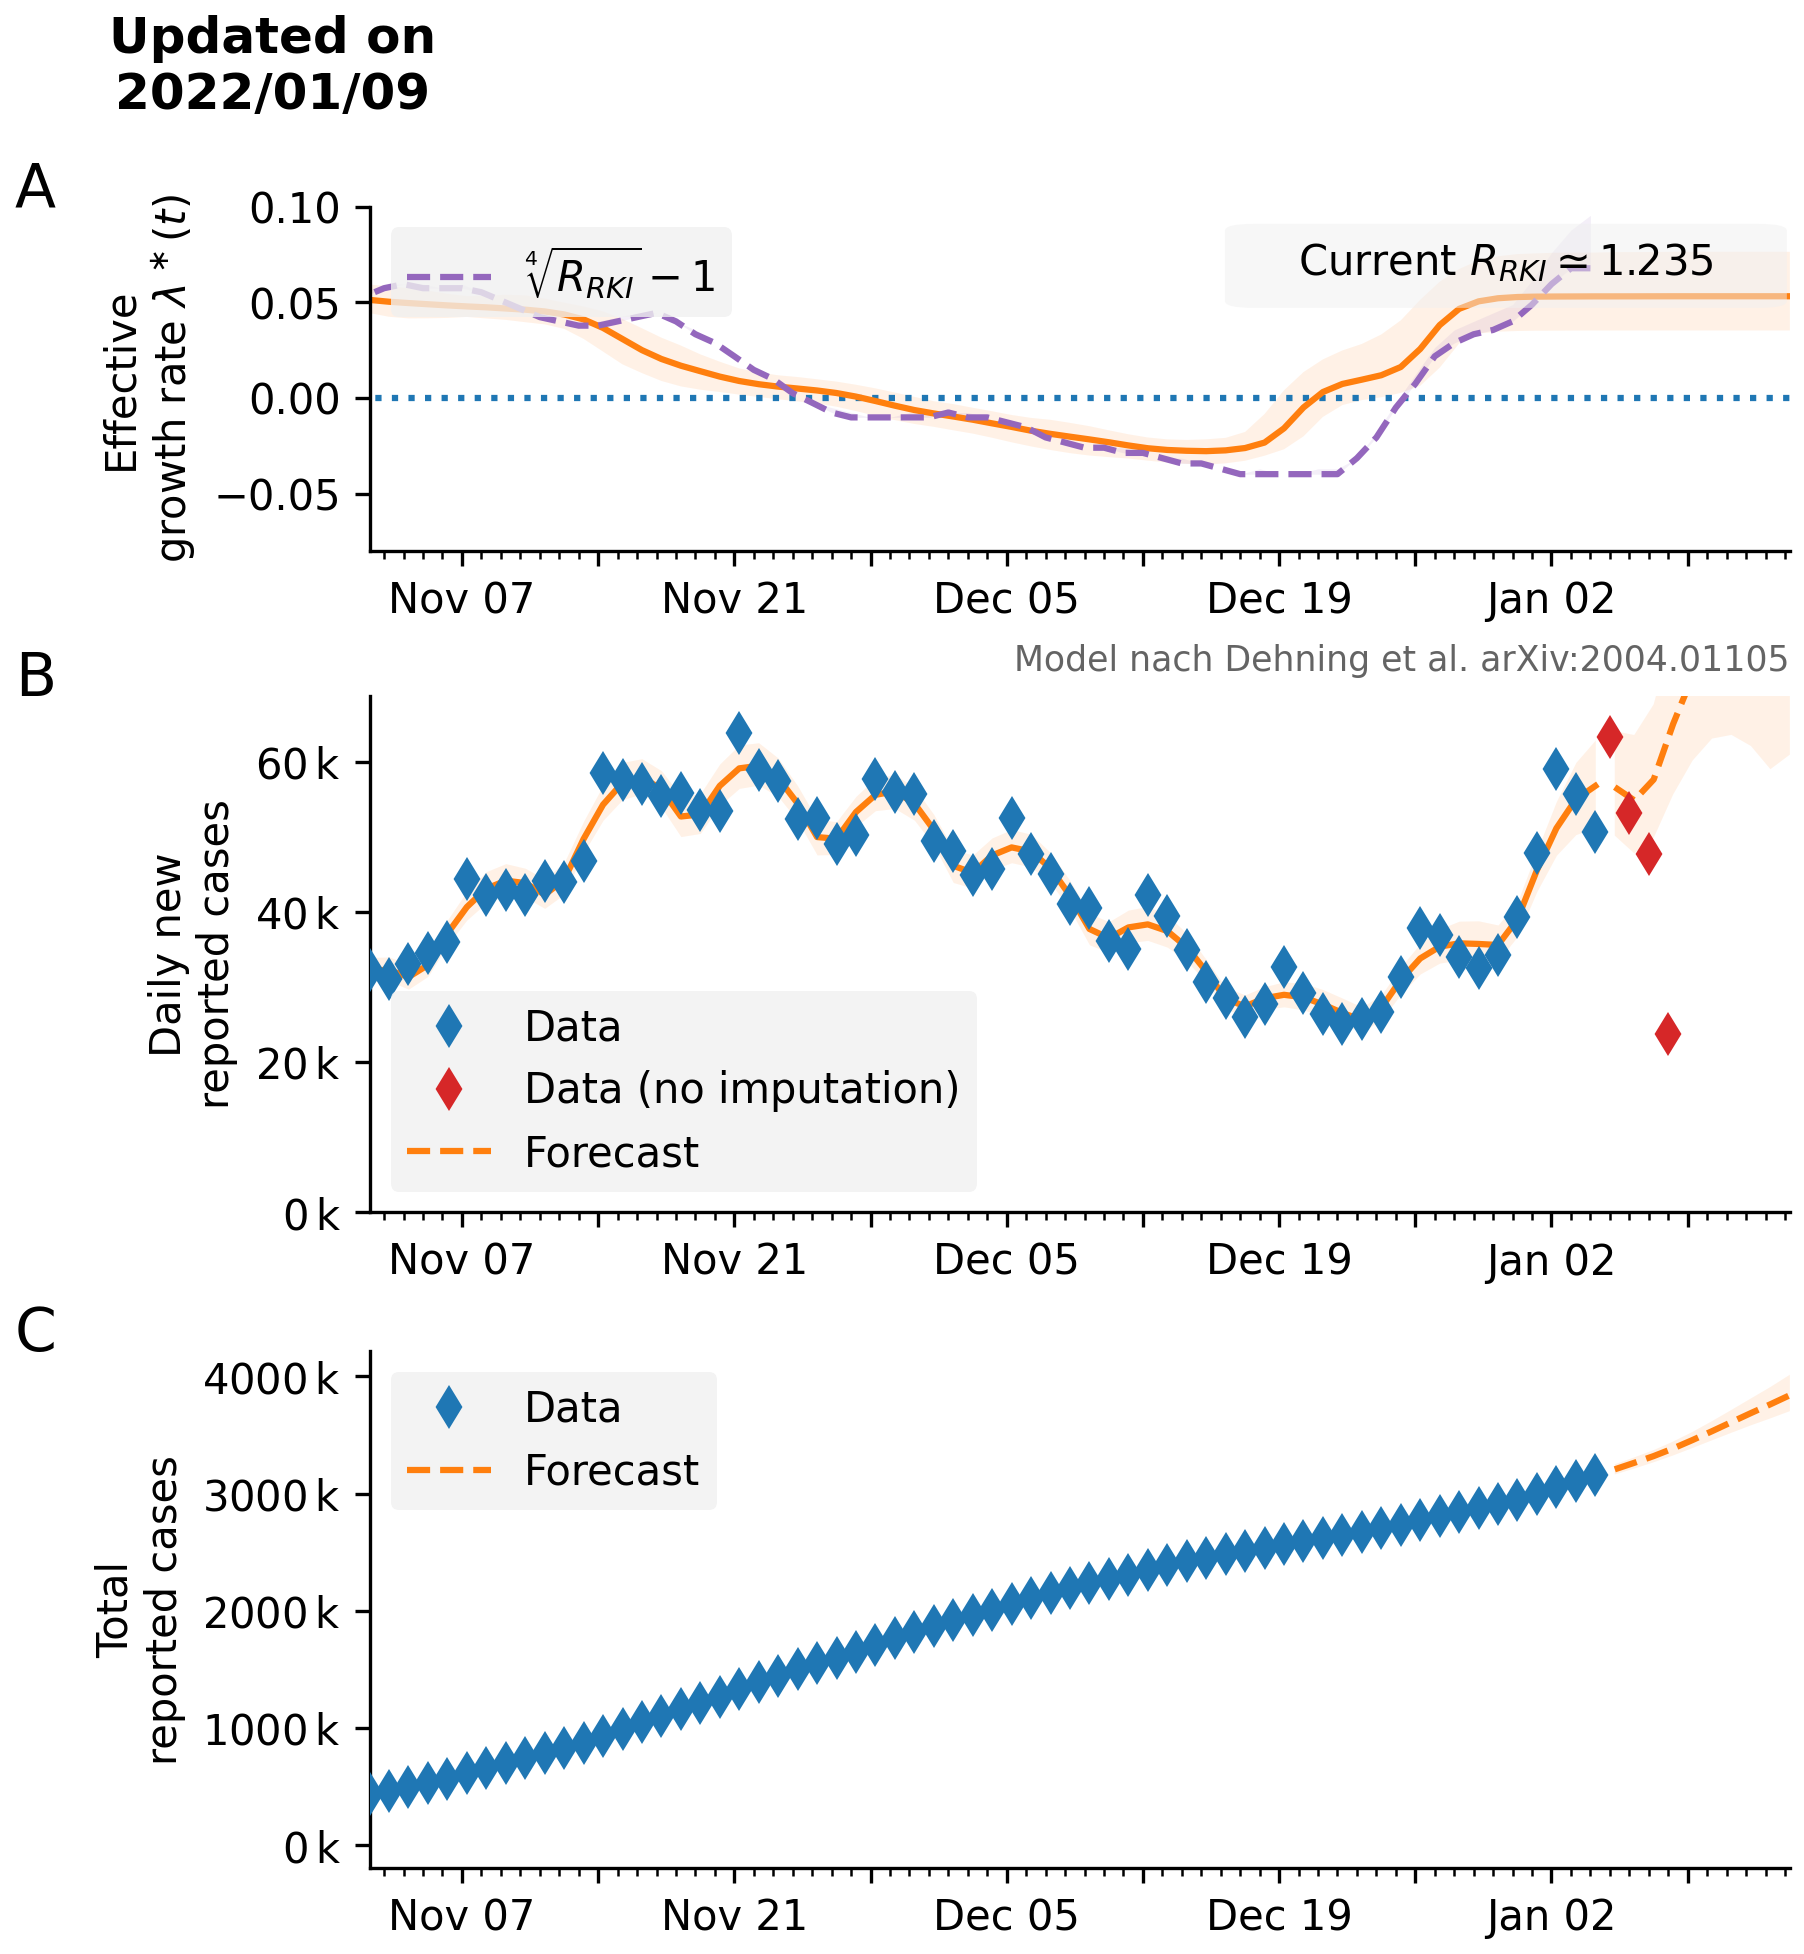 Updated on
2022/01/09
A
Effective
growth rate λ * (t)
0.10
0.05
0.00
−0.05
∜R_RKI − 1
Current R_RKI ≃ 1.235
Nov 07 Nov 21 Dec 05 Dec 19 Jan 02
Model nach Dehning et al. arXiv:2004.01105
B
Daily new
reported cases
60 k
40 k
20 k
0 k
Data
Data (no imputation)
Forecast
Nov 07 Nov 21 Dec 05 Dec 19 Jan 02
C
Total
reported cases
4000 k
3000 k
2000 k
1000 k
0 k
Data
Forecast
Nov 07 Nov 21 Dec 05 Dec 19 Jan 02